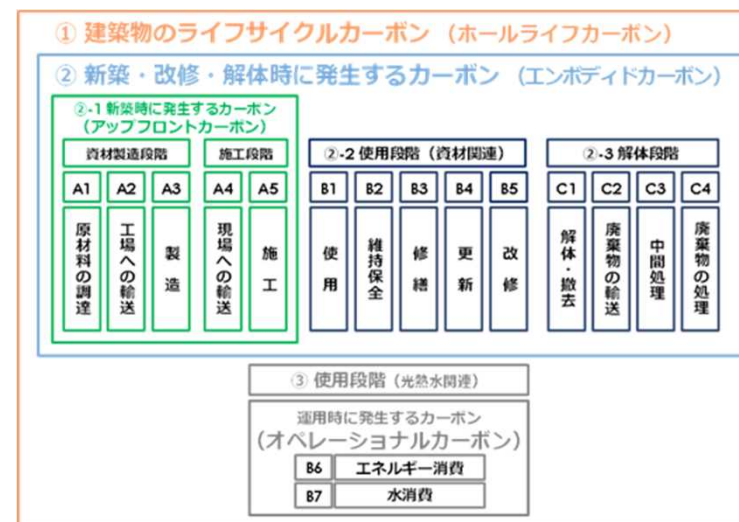 ① 建築物のライフサイクルカーボン（ホールライフカーボン）
② 新築・改修・解体時に発生するカーボン（エンボディドカーボン）
②-1 新築時に発生するカーボン
（アップフロントカーボン）
資材製造段階
施工段階
②-2 使用段階（資材関連）
②-3 解体段階
A1 A2 A3 A4 A5 B1 B2 B3 B4 B5 C1 C2 C3 C4
原材料の調達
工場への輸送
製造
現場への輸送
施工
使用
維持保全
修繕
更新
改修
解体・撤去
廃棄物の輸送
中間処理
廃棄物の処理
③ 使用段階（光熱水関連）
運用時に発生するカーボン
（オペレーショナルカーボン）
B6 エネルギー消費
B7 水消費